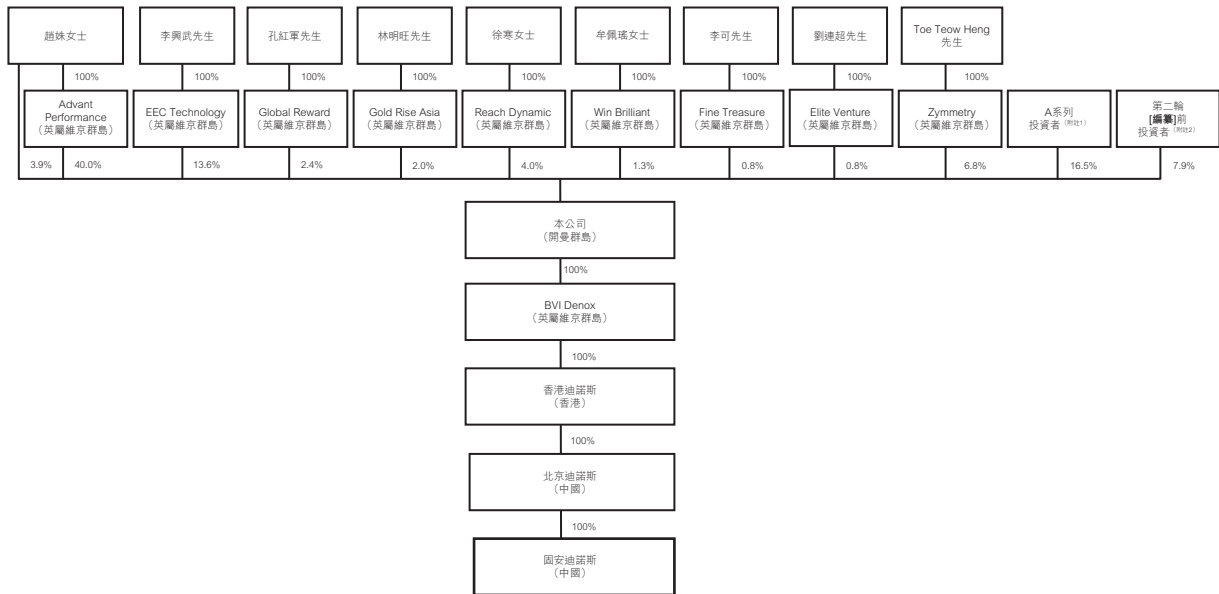 趙姝女士
李興武先生
孔紅軍先生
林明旺先生
徐寒女士
牟佩瑤女士
李可先生
劉連超先生
Toe Teow Heng
先生
100%
100%
100%
100%
100%
100%
100%
100%
100%
Advant
Performance
(英屬維京群島)
EEC Technology
(英屬維京群島)
Global Reward
(英屬維京群島)
Gold Rise Asia
(英屬維京群島)
Reach Dynamic
(英屬維京群島)
Win Brilliant
(英屬維京群島)
Fine Treasure
(英屬維京群島)
Elite Venture
(英屬維京群島)
Zymmetry
(英屬維京群島)
A系列
投資者(附註1)
第二輪
[編纂]前
投資者(附註2)
3.9%
40.0%
13.6%
2.4%
2.0%
4.0%
1.3%
0.8%
0.8%
6.8%
16.5%
7.9%
本公司
(開曼群島)
100%
BVI Denox
(英屬維京群島)
100%
香港迪諾斯
(香港)
100%
北京迪諾斯
(中國)
100%
固安迪諾斯
(中國)